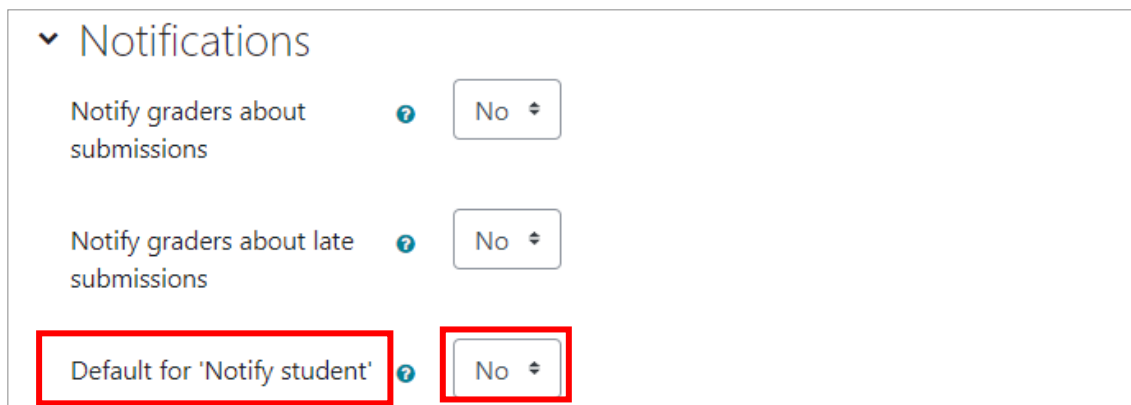 Notifications
Notify graders about
submissions
No
Notify graders about late
submissions
No
Default for 'Notify student'
No